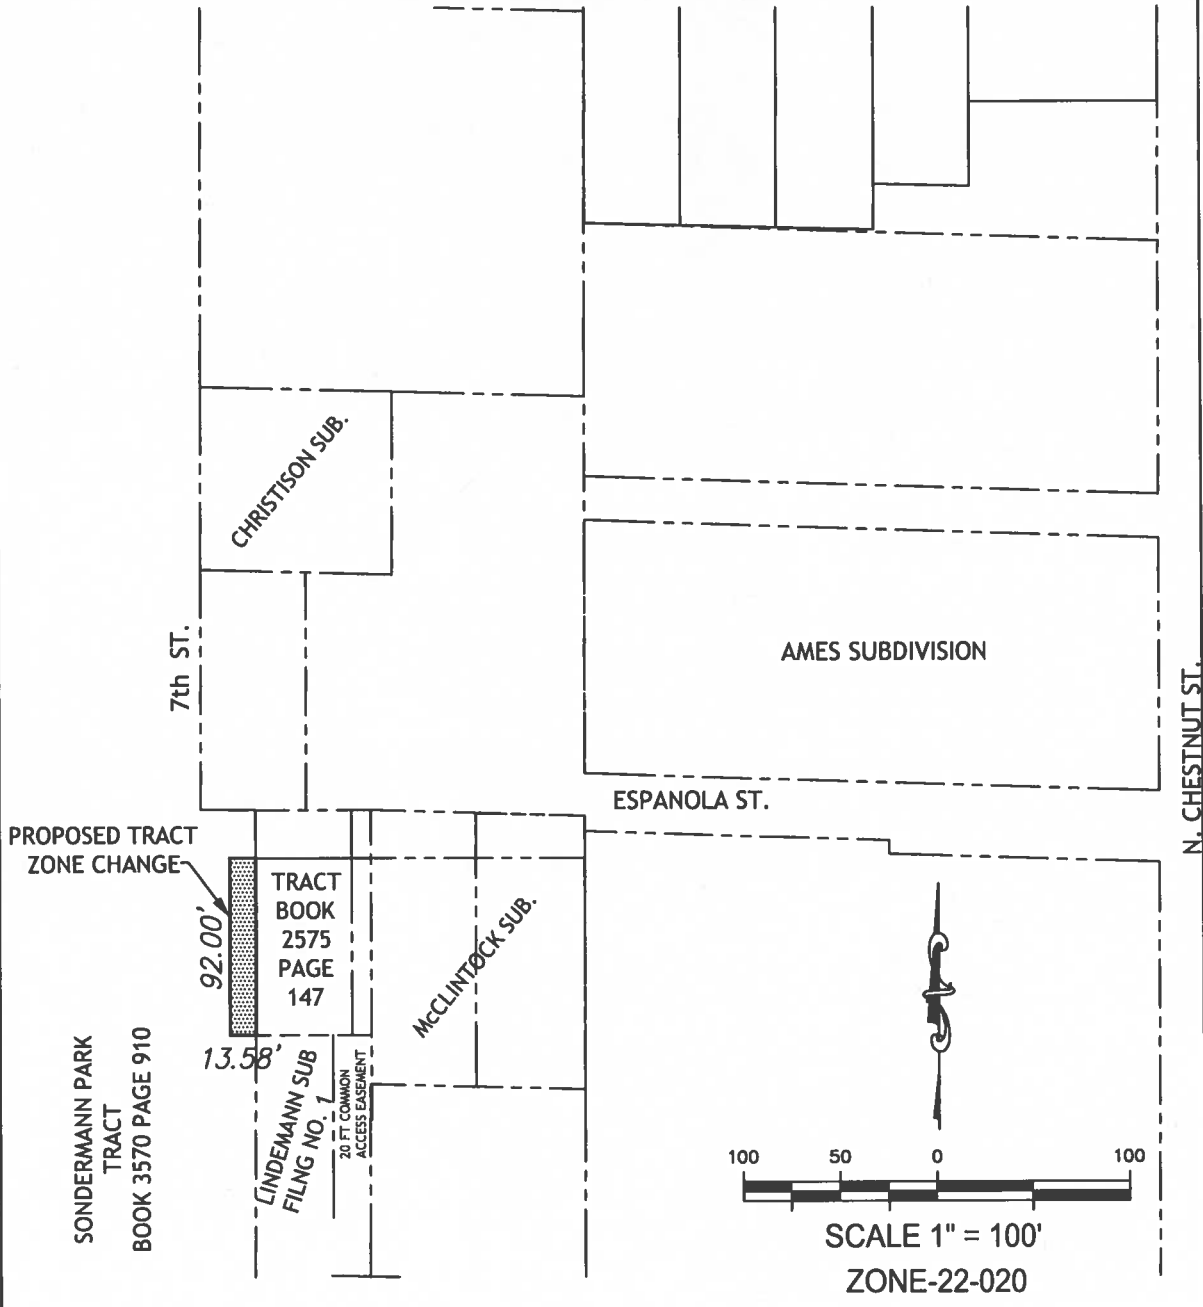 CHRISTISON SUB.
7th ST.
AMES SUBDIVISION
N. CHESTNUT ST.
ESPANOLA ST.
PROPOSED TRACT
ZONE CHANGE
92.00'
TRACT
BOOK
2575
PAGE
147
McCLINTOCK SUB.
13.58'
LINDEMANN SUB
FILNG NO. 1
20 FT COMMON
ACCESS EASEMENT
SONDERMANN PARK
TRACT
BOOK 3570 PAGE 910
100 50 0 100
SCALE 1" = 100'
ZONE-22-020